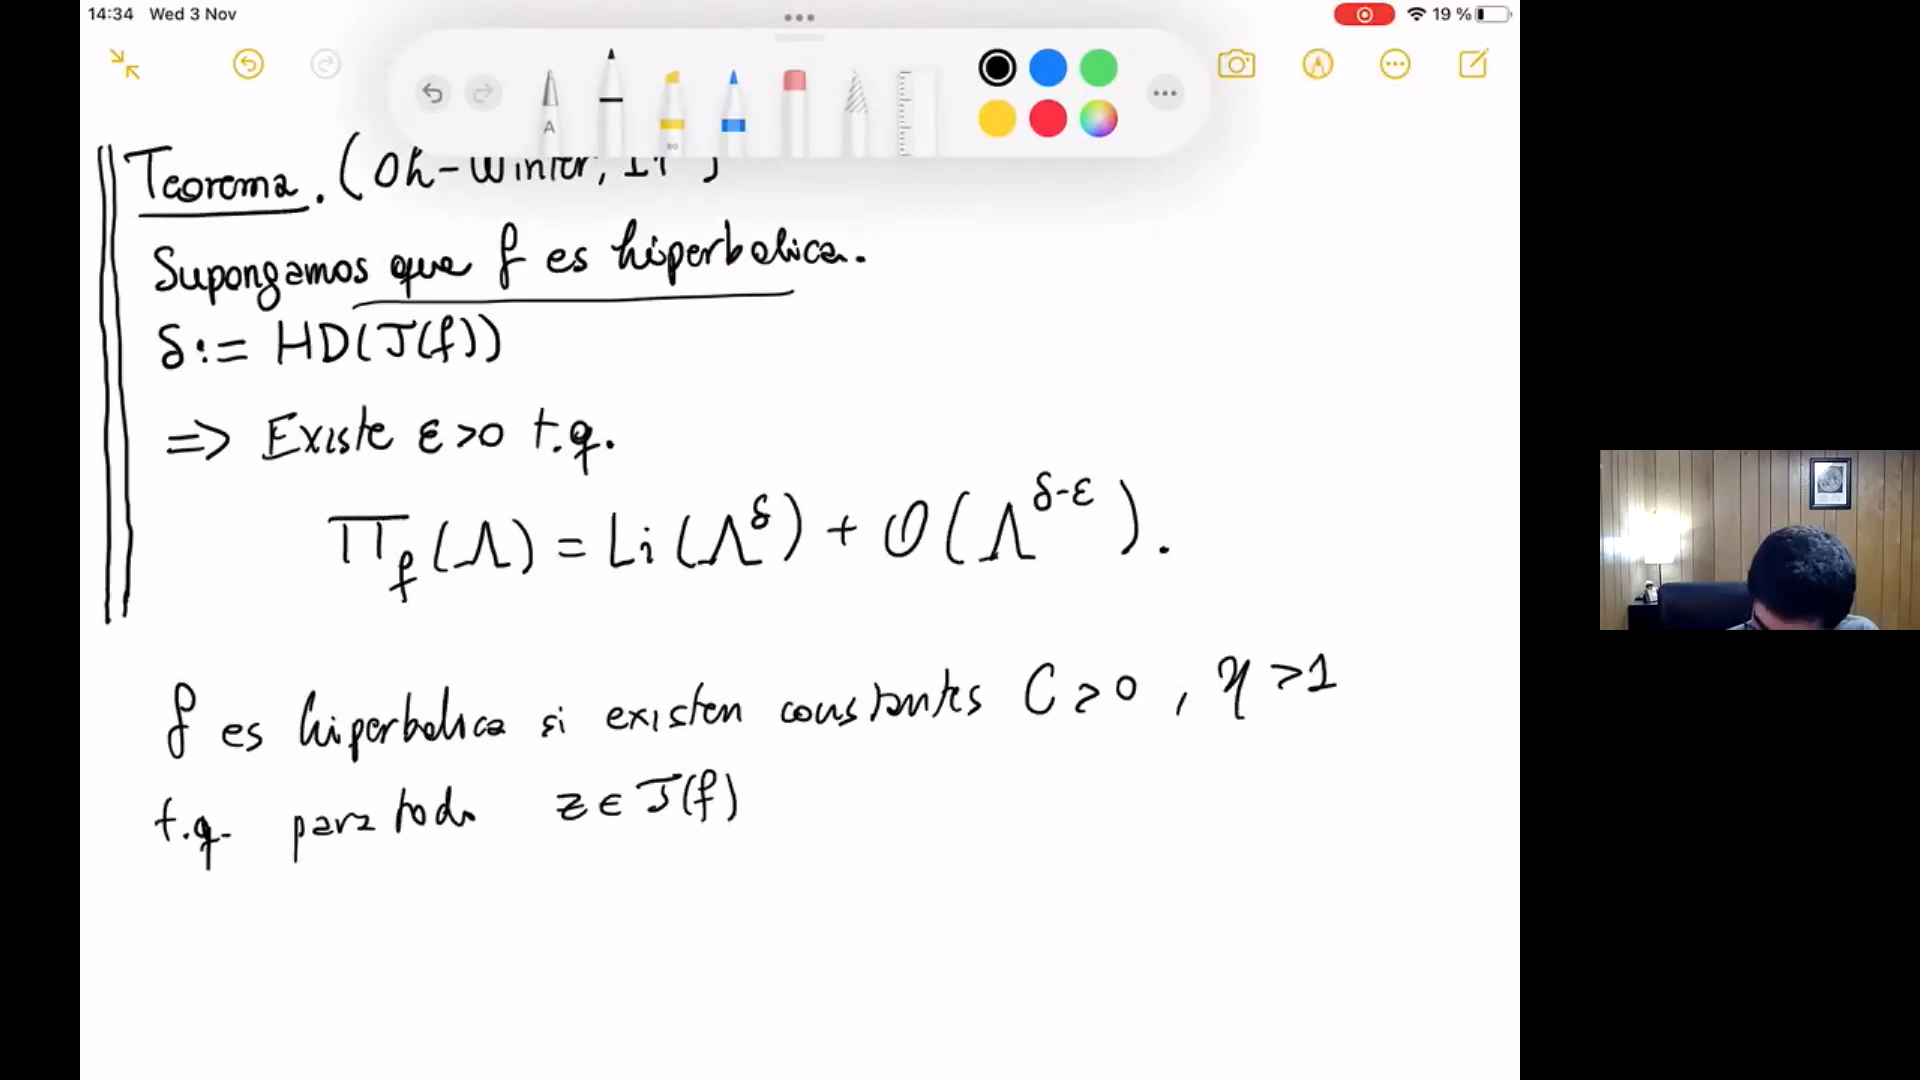 14:34 Wed 3 Nov
19 %
A
90
Teorema. (Oh-Winter,
Supongamos que f es hiperbolica.
δ := HD(J(f))
=> Existe ε>0 t.q.
Π_f(Λ) = Li(Λ^δ) + O(Λ^{δ-ε}).
f es hiperbolica si existen constantes C>0, η>1
t.q. para todo z∈J(f)